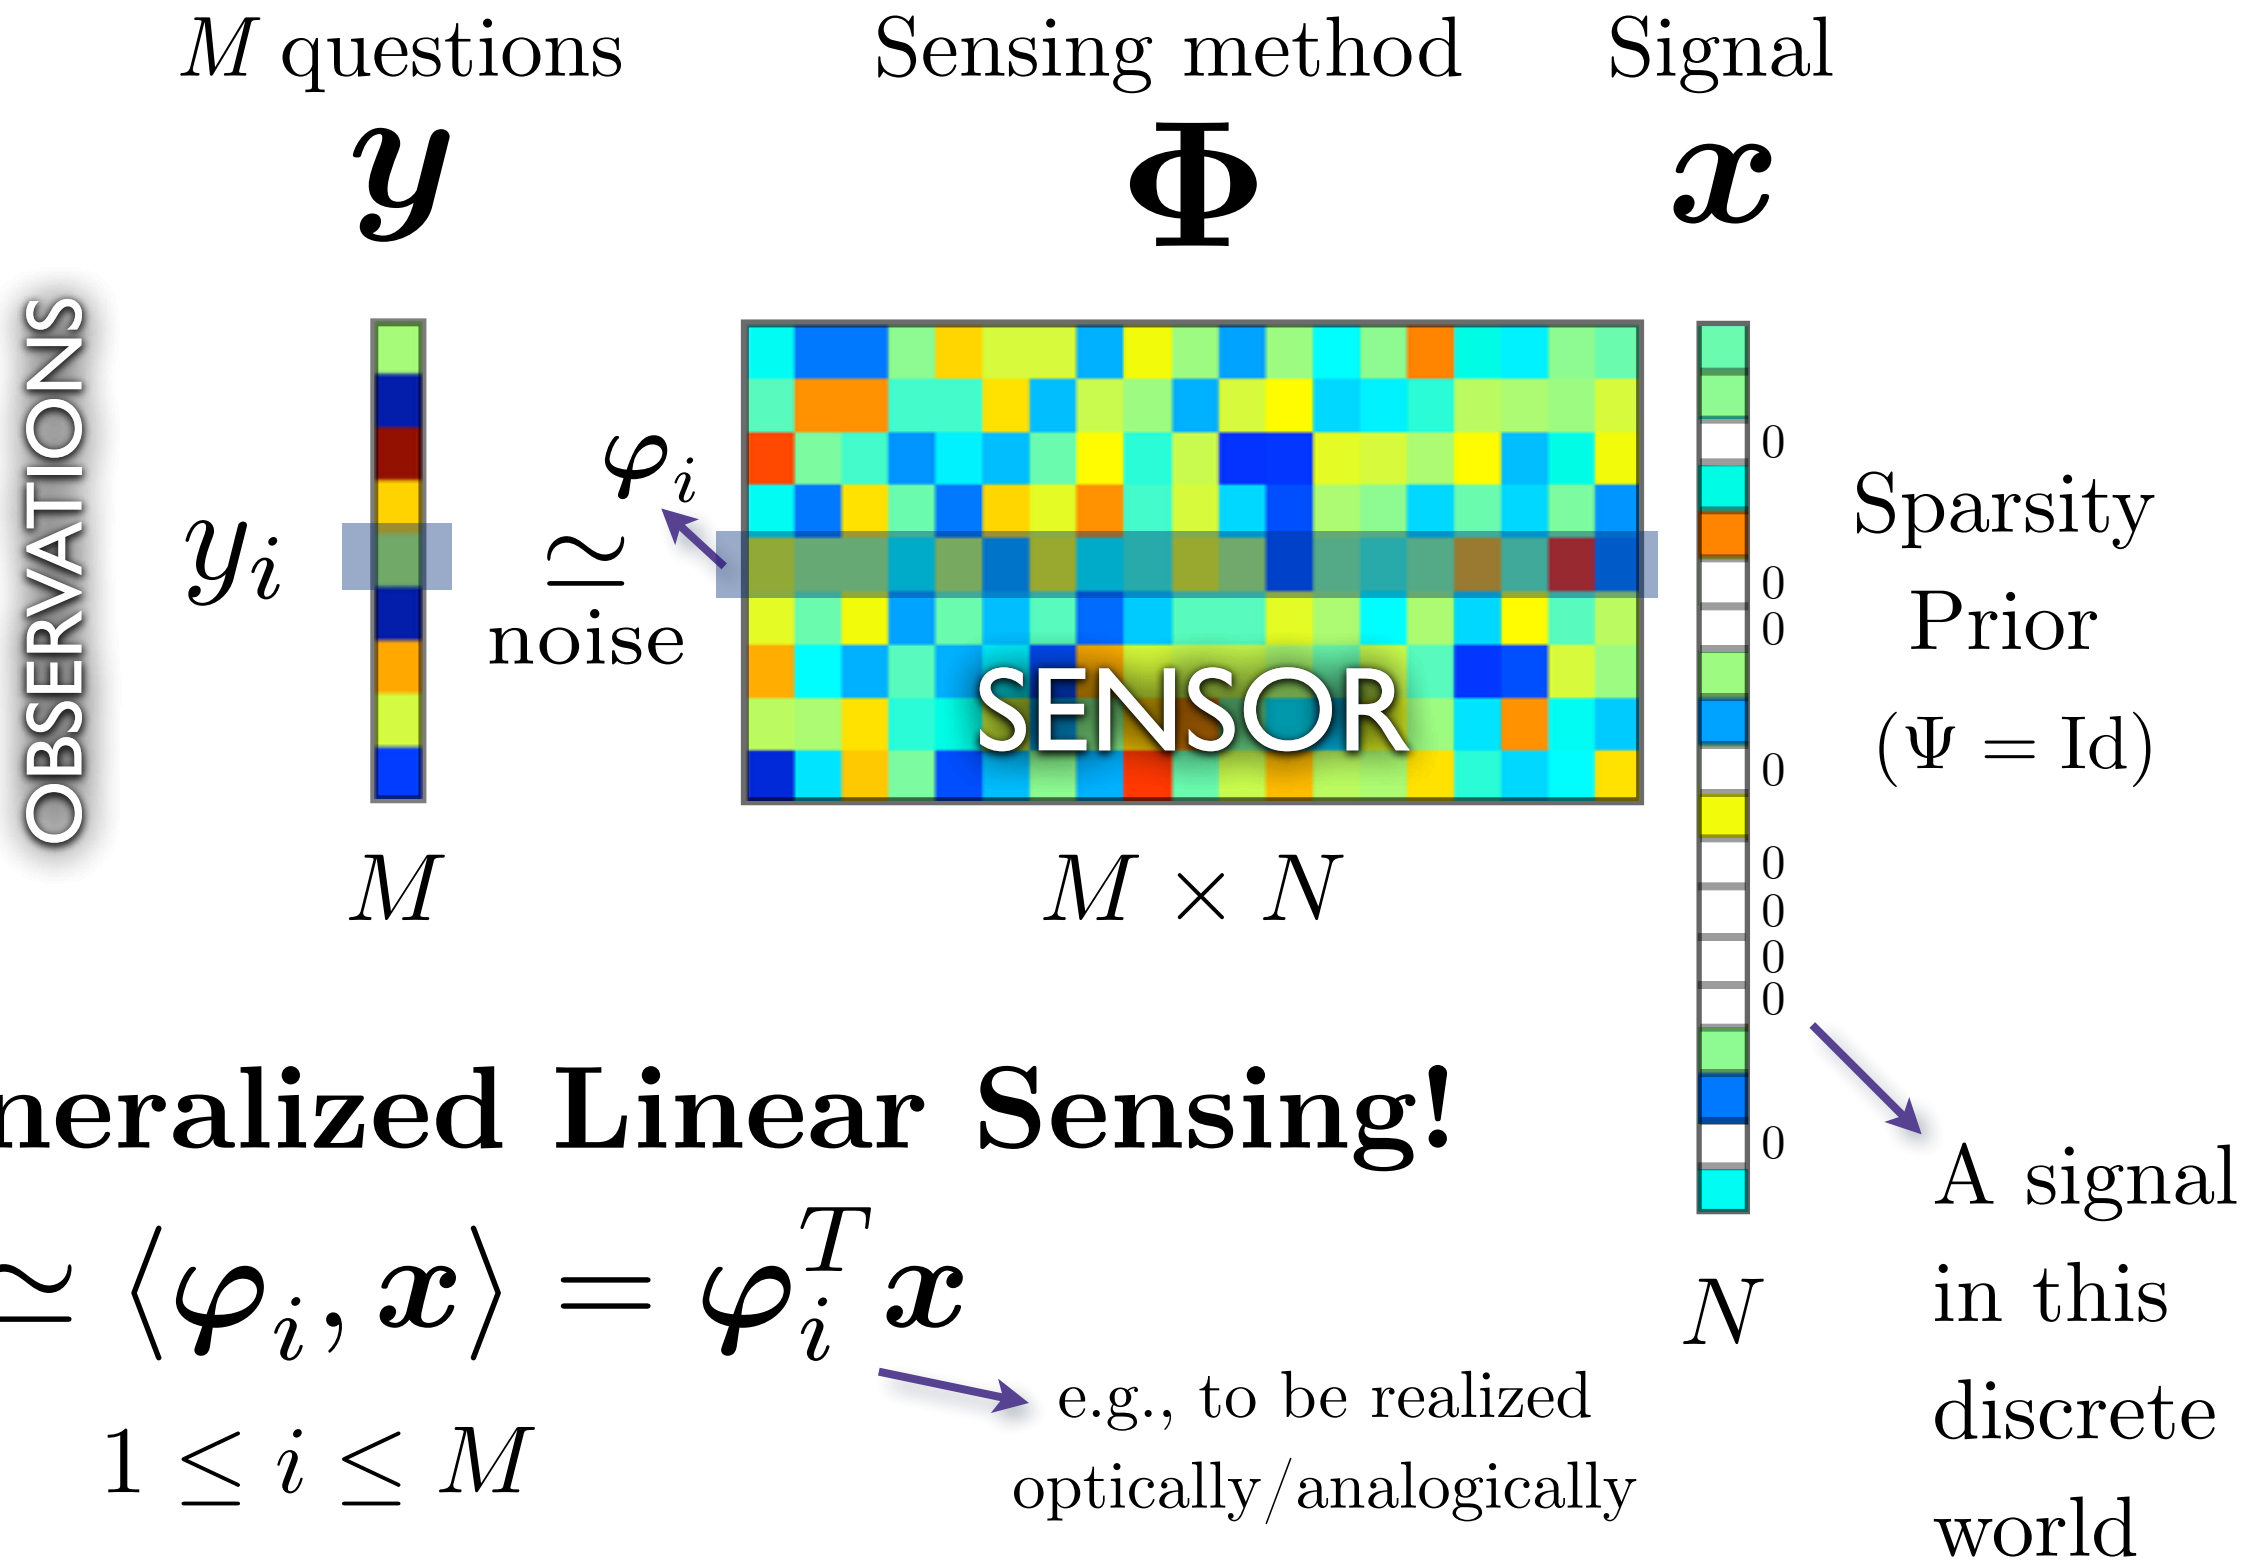 M questions
Sensing method
Signal
y
Φ
x
OBSERVATIONS
y_i
φ_i
≃
noise
SENSOR
0
0
0
0
0
0
0
0
0
Sparsity
Prior
(Ψ = Id)
M
M × N
N
neralized Linear Sensing!
≃ ⟨φ_i, x⟩ = φ_i^T x
1 ≤ i ≤ M
e.g., to be realized
optically/analogically
A signal
in this
discrete
world